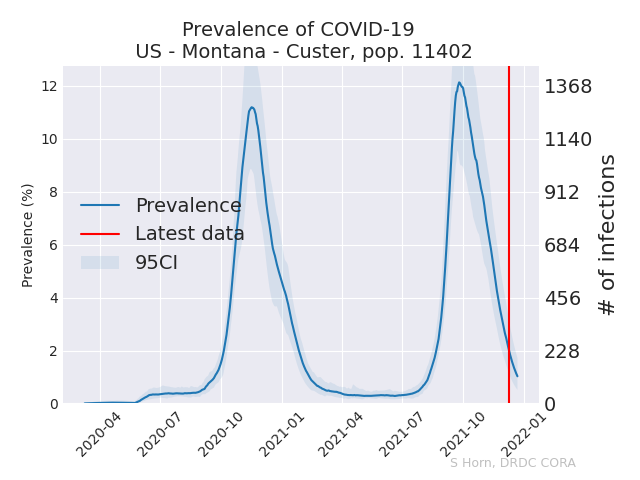 Prevalence of COVID-19
US - Montana - Custer, pop. 11402
12
10
8
6
4
2
0
Prevalence (%)
1368
1140
912
684
456
228
0
# of infections
Prevalence
Latest data
95CI
2020-04
2020-07
2020-10
2021-01
2021-04
2021-07
2021-10
2022-01
S Horn, DRDC CORA